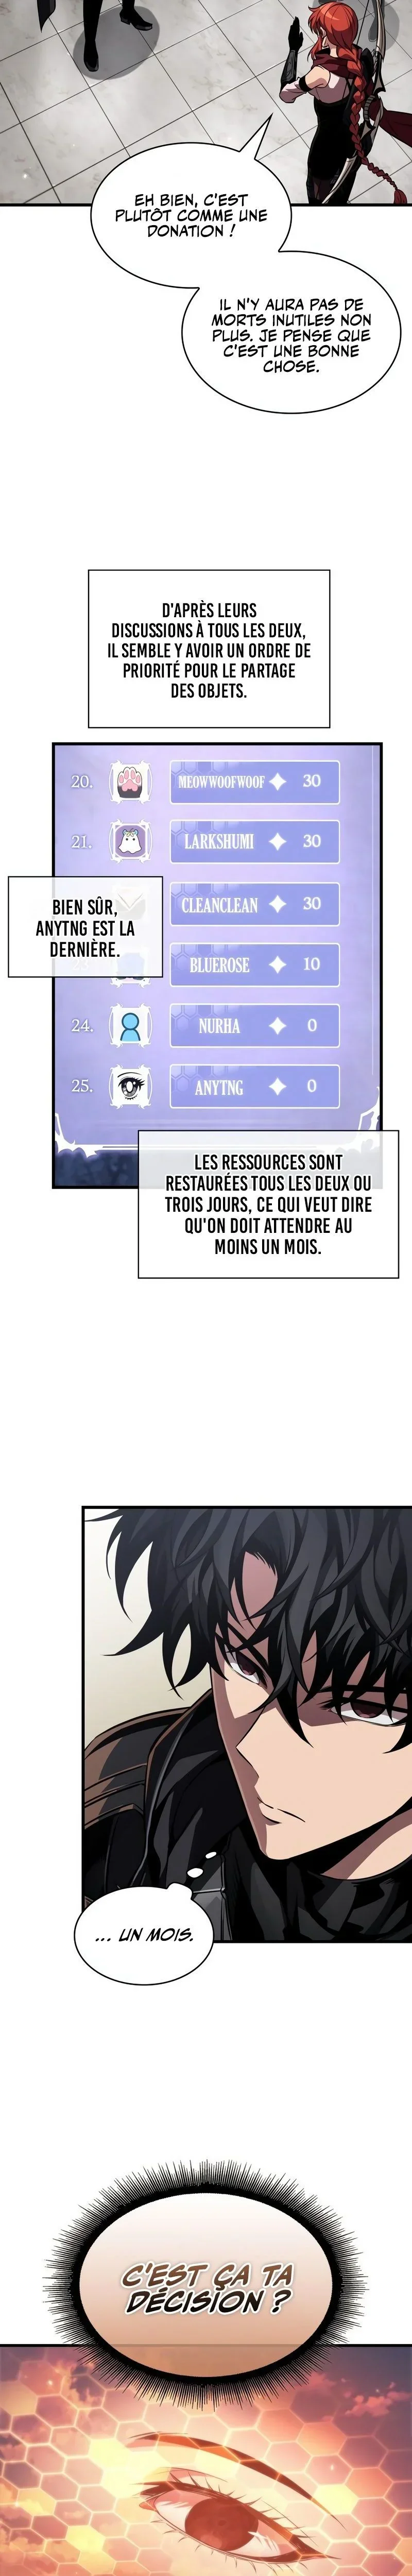 EH BIEN, C'EST
PLUTÔT COMME UNE
DONATION !
IL N'Y AURA PAS DE
MORTS INUTILES NON
PLUS. JE PENSE QUE
C'EST UNE BONNE
CHOSE.
D'APRÈS LEURS
DISCUSSIONS À TOUS LES DEUX,
IL SEMBLE Y AVOIR UN ORDRE DE
PRIORITÉ POUR LE PARTAGE
DES OBJETS.
20. MEOWWOOFWOOF 30
21. LARKSHUMI 30
CLEANCLEAN 30
BIEN SÛR,
ANYTNG EST LA
DERNIÈRE.
BLUEROSE 10
24. NURHA 0
25. ANYTNG 0
LES RESSOURCES SONT
RESTAURÉES TOUS LES DEUX OU
TROIS JOURS, CE QUI VEUT DIRE
QU'ON DOIT ATTENDRE AU
MOINS UN MOIS.
... UN MOIS.
C'EST ÇA TA
DÉCISION ?